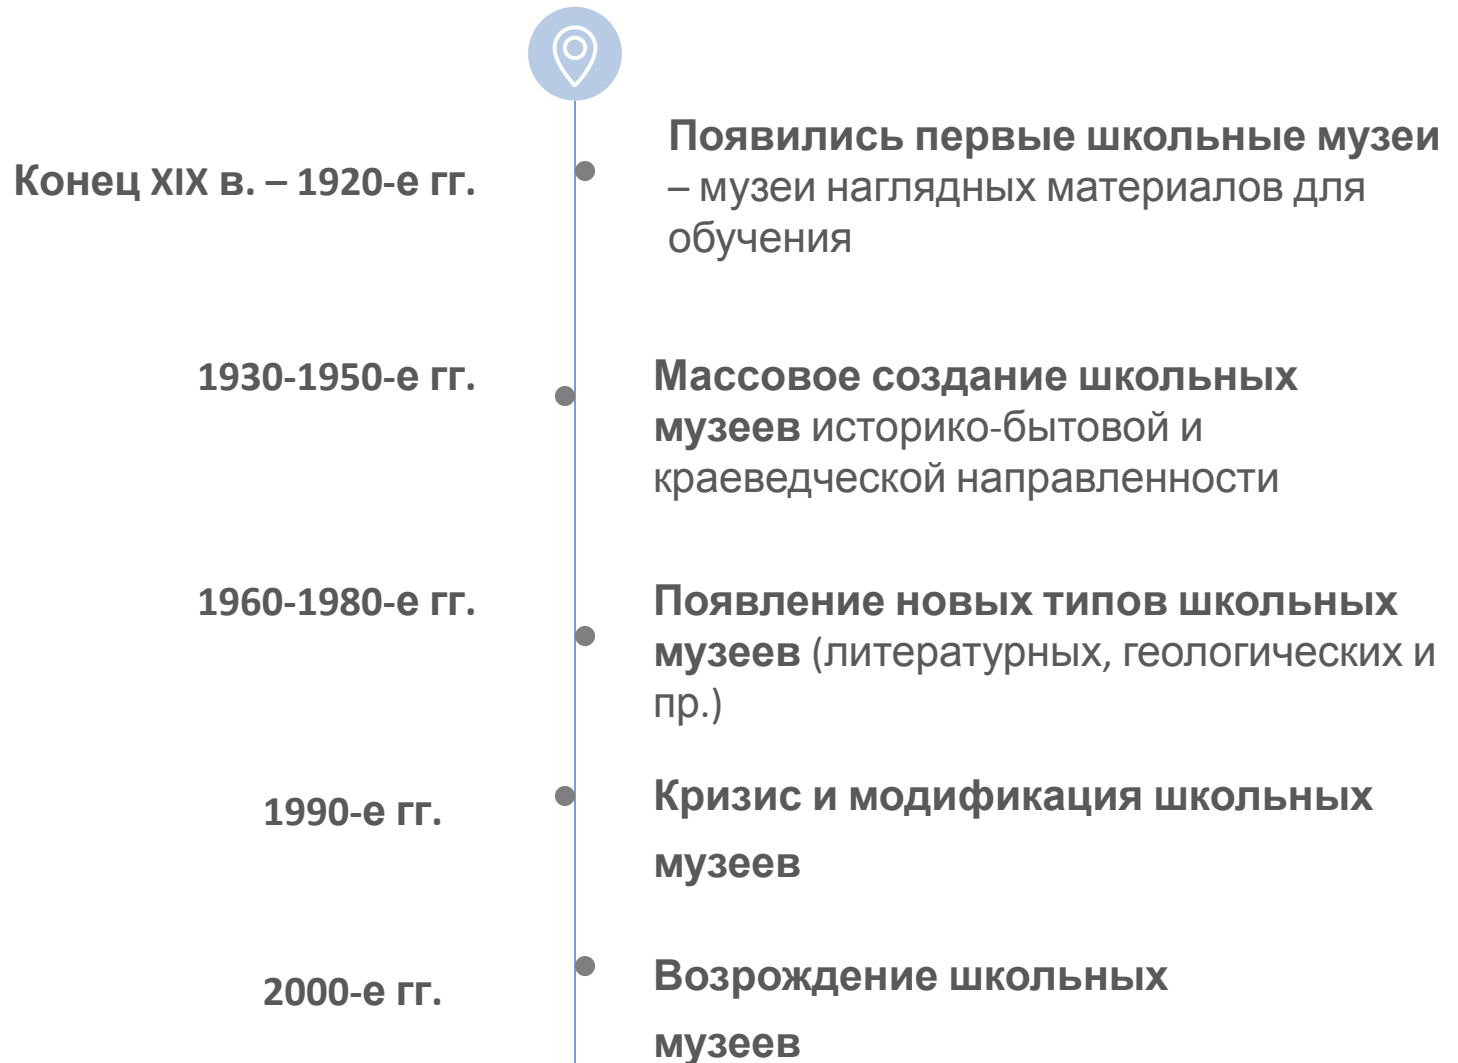 Конец XIX в. – 1920-е гг.
Появились первые школьные музеи
– музеи наглядных материалов для
обучения
1930-1950-е гг.
Массовое создание школьных
музеев историко-бытовой и
краеведческой направленности
1960-1980-е гг.
Появление новых типов школьных
музеев (литературных, геологических и
пр.)
1990-е гг.
Кризис и модификация школьных
музеев
2000-е гг.
Возрождение школьных
музеев